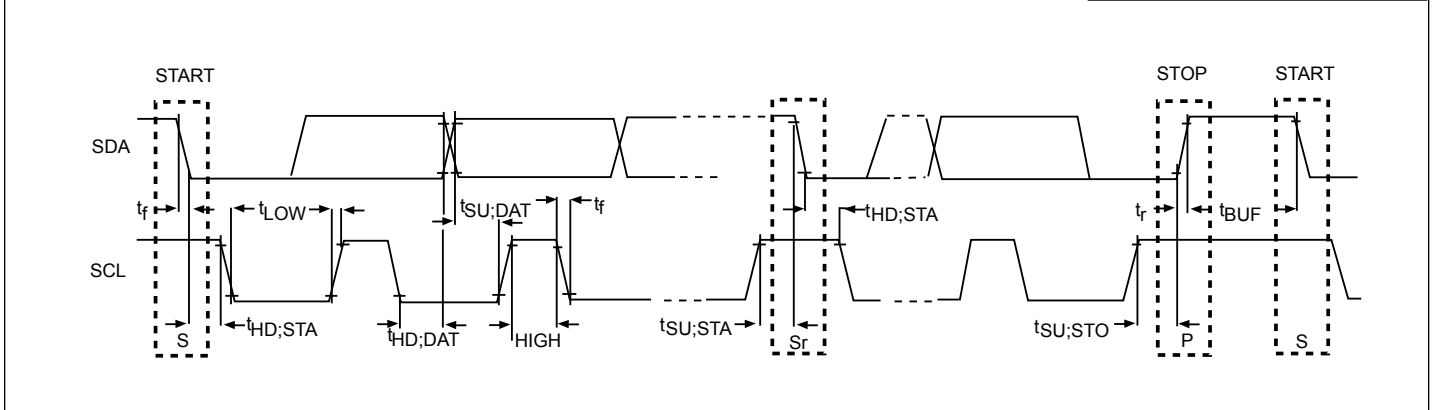 START
STOP
START
SDA
tf
tLOW
tSU;DAT
tf
tHD;STA
tr
tBUF
SCL
tHD;STA
tHD;DAT
HIGH
tSU;STA
tSU;STO
S
Sr
P
S